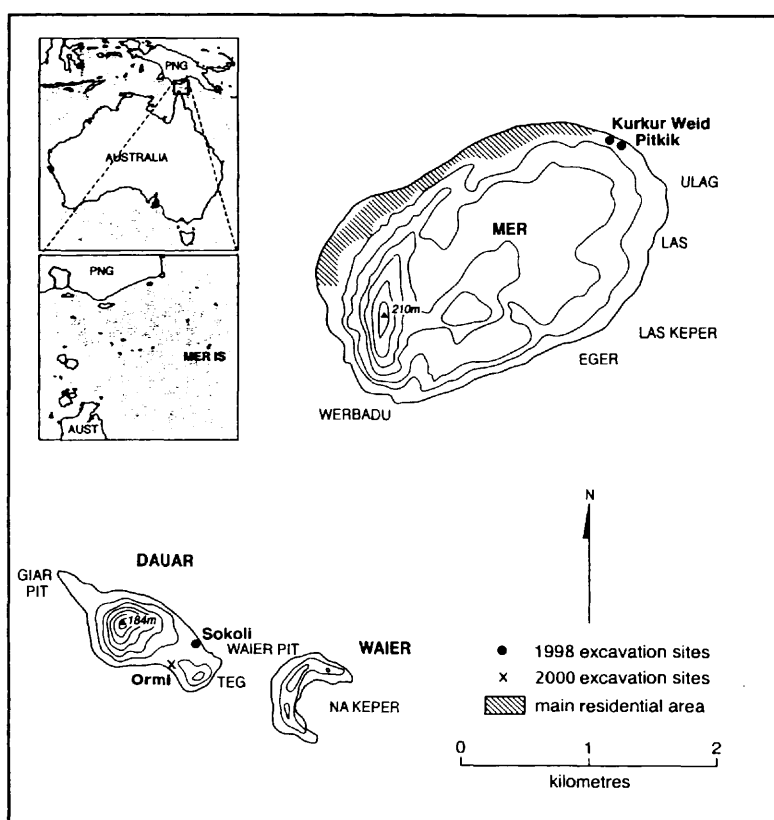 PNG
AUSTRALIA
PNG
MER IS
AUST
Kurkur Weid
Pitkik
ULAG
MER
LAS
210m
LAS KEPER
EGER
WERBADU
N
DAUAR
GIAR
PIT
184m
Sokoli
WAIER PIT
WAIER
Ormi
TEG
NA KEPER
1998 excavation sites
x 2000 excavation sites
main residential area
0 1 2
kilometres